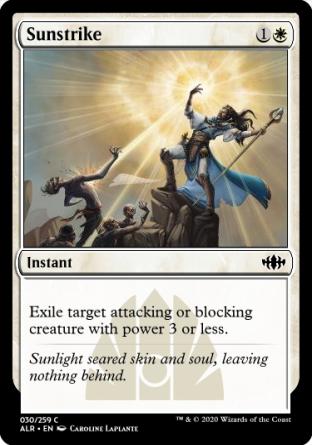 Sunstrike 1
Instant
Exile target attacking or blocking
creature with power 3 or less.
Sunlight seared skin and soul, leaving
nothing behind.
030/259 C
ALR • EN Caroline Laplante
™ & © 2020 Wizards of the Coast